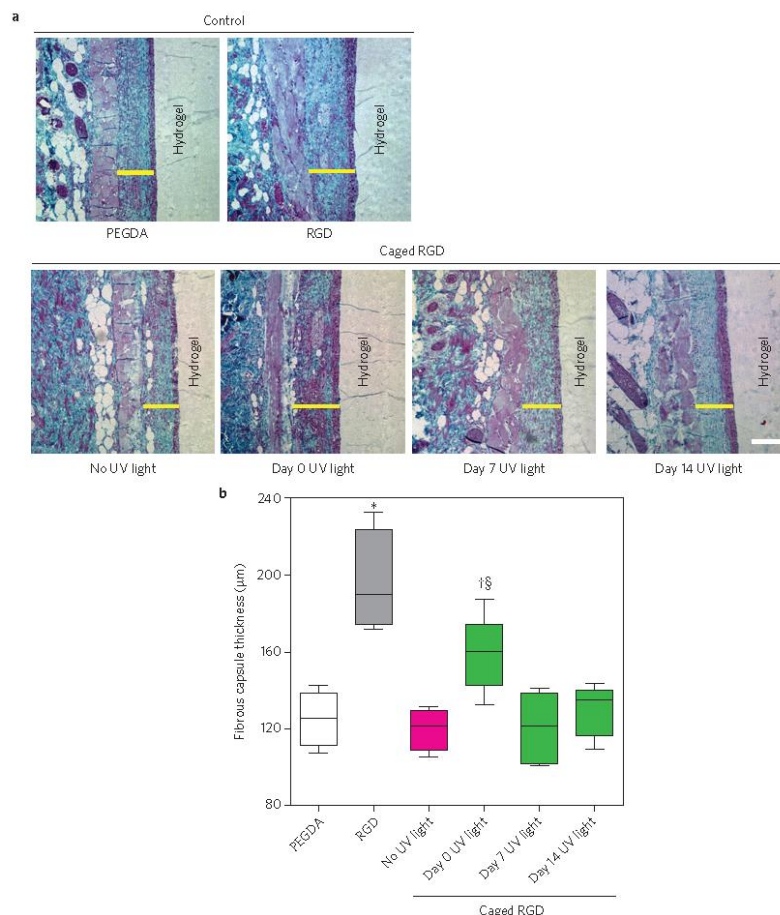 a
Control
Hydrogel
Hydrogel
PEGDA
RGD
Caged RGD
Hydrogel
Hydrogel
Hydrogel
Hydrogel
No UV light
Day 0 UV light
Day 7 UV light
Day 14 UV light
b
Fibrous capsule thickness (μm)
240
200
160
120
80
*
†§
PEGDA
RGD
No UV light
Day 0 UV light
Day 7 UV light
Day 14 UV light
Caged RGD